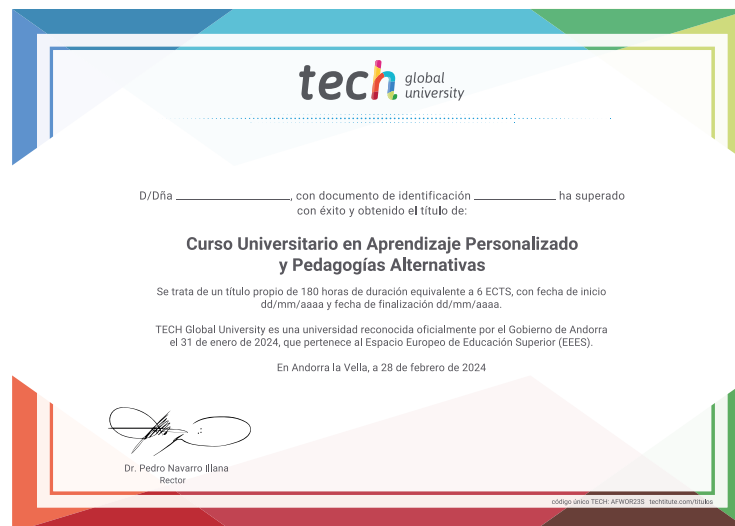 tech global university
D/Dña ____________________, con documento de identificación ______________ ha superado
con éxito y obtenido el título de:
Curso Universitario en Aprendizaje Personalizado
y Pedagogías Alternativas
Se trata de un título propio de 180 horas de duración equivalente a 6 ECTS, con fecha de inicio
dd/mm/aaaa y fecha de finalización dd/mm/aaaa.
TECH Global University es una universidad reconocida oficialmente por el Gobierno de Andorra
el 31 de enero de 2024, que pertenece al Espacio Europeo de Educación Superior (EEES).
En Andorra la Vella, a 28 de febrero de 2024
Dr. Pedro Navarro Illana
Rector
código único TECH: AFWOR23S techtitute.com/titulos